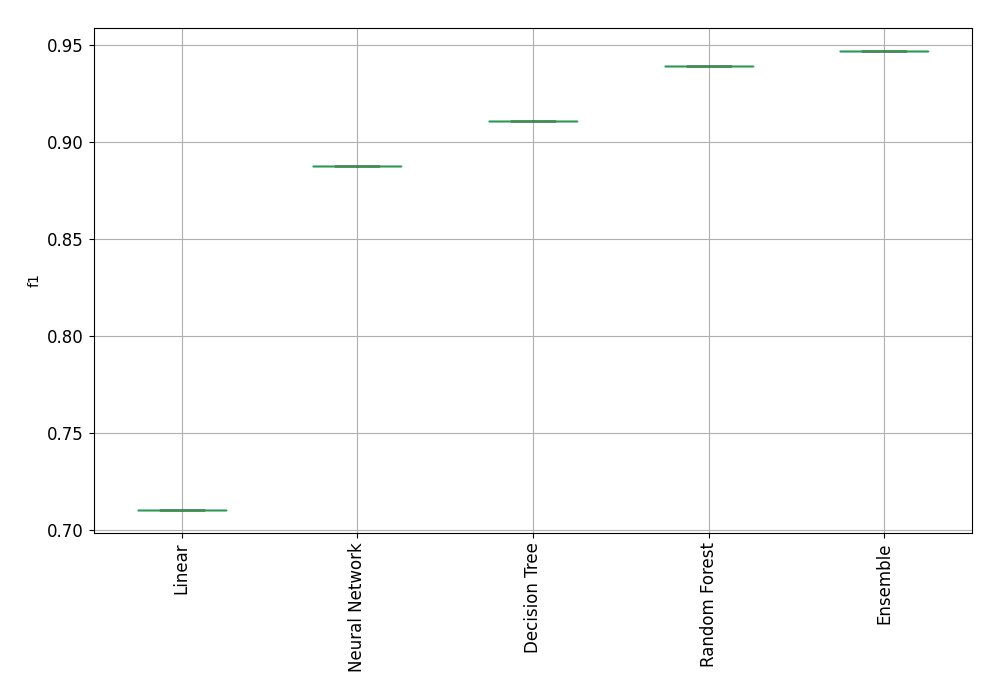 0.95
0.90
0.85
0.80
0.75
0.70
f1
Linear
Neural Network
Decision Tree
Random Forest
Ensemble